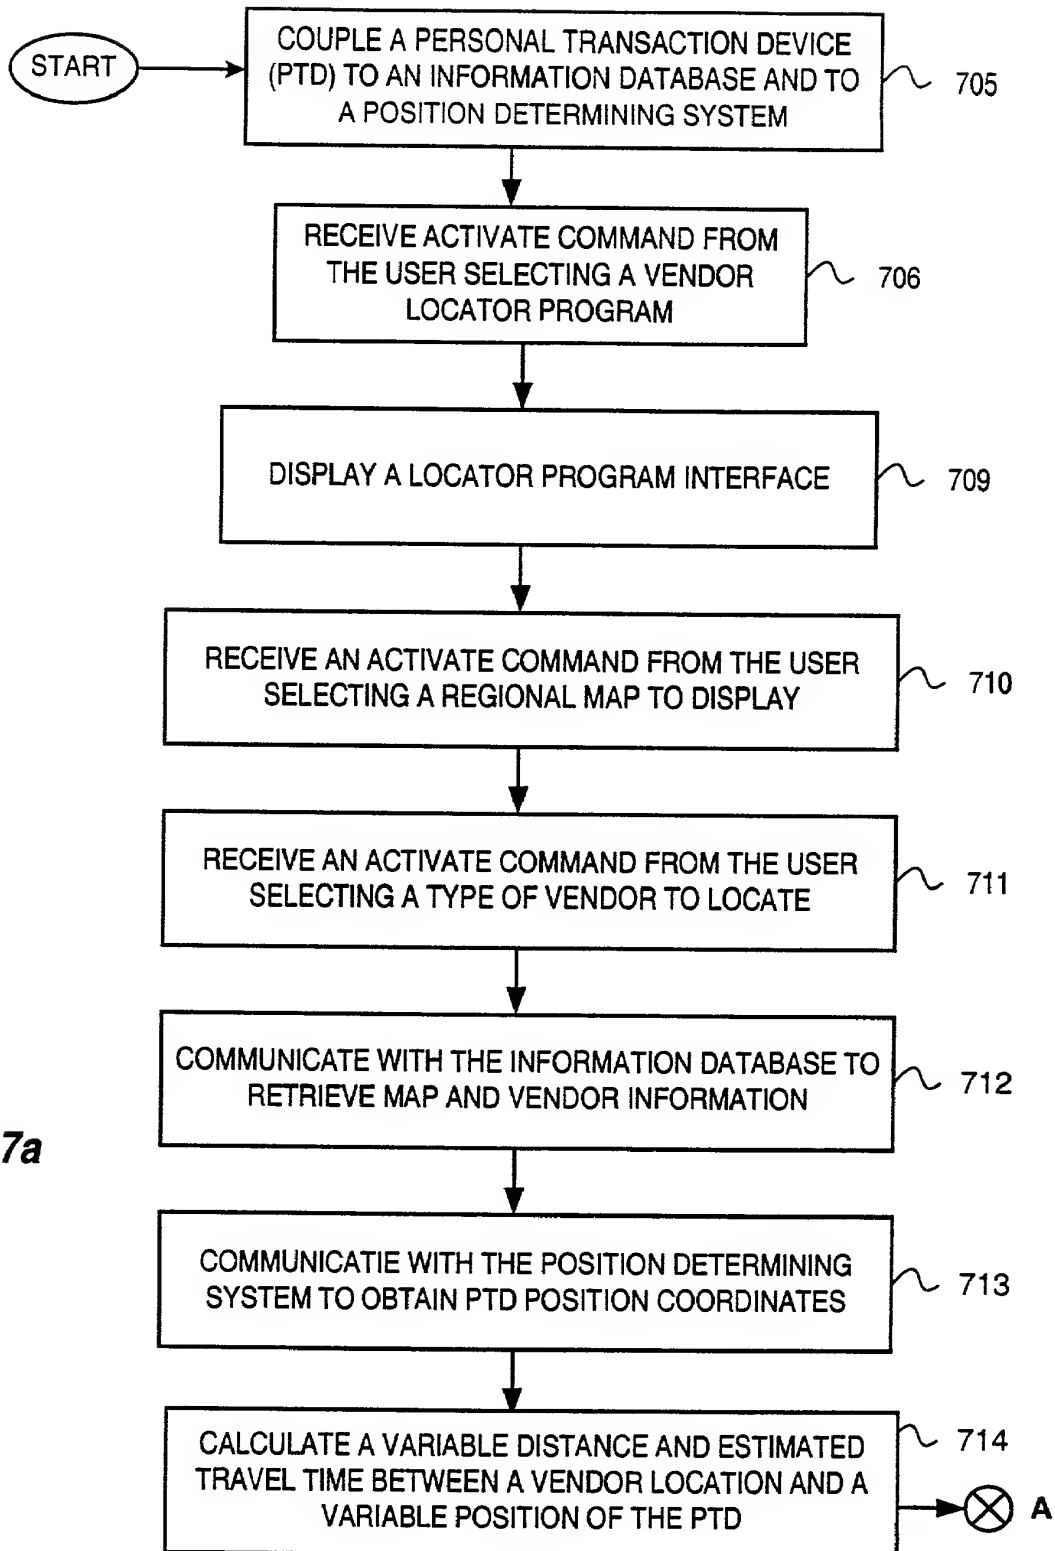 START
COUPLE A PERSONAL TRANSACTION DEVICE
(PTD) TO AN INFORMATION DATABASE AND TO
A POSITION DETERMINING SYSTEM
705
RECEIVE ACTIVATE COMMAND FROM
THE USER SELECTING A VENDOR
LOCATOR PROGRAM
706
DISPLAY A LOCATOR PROGRAM INTERFACE
709
RECEIVE AN ACTIVATE COMMAND FROM THE USER
SELECTING A REGIONAL MAP TO DISPLAY
710
RECEIVE AN ACTIVATE COMMAND FROM THE USER
SELECTING A TYPE OF VENDOR TO LOCATE
711
COMMUNICATE WITH THE INFORMATION DATABASE TO
RETRIEVE MAP AND VENDOR INFORMATION
712
7a
COMMUNICATIE WITH THE POSITION DETERMINING
SYSTEM TO OBTAIN PTD POSITION COORDINATES
713
CALCULATE A VARIABLE DISTANCE AND ESTIMATED
TRAVEL TIME BETWEEN A VENDOR LOCATION AND A
VARIABLE POSITION OF THE PTD
714
A